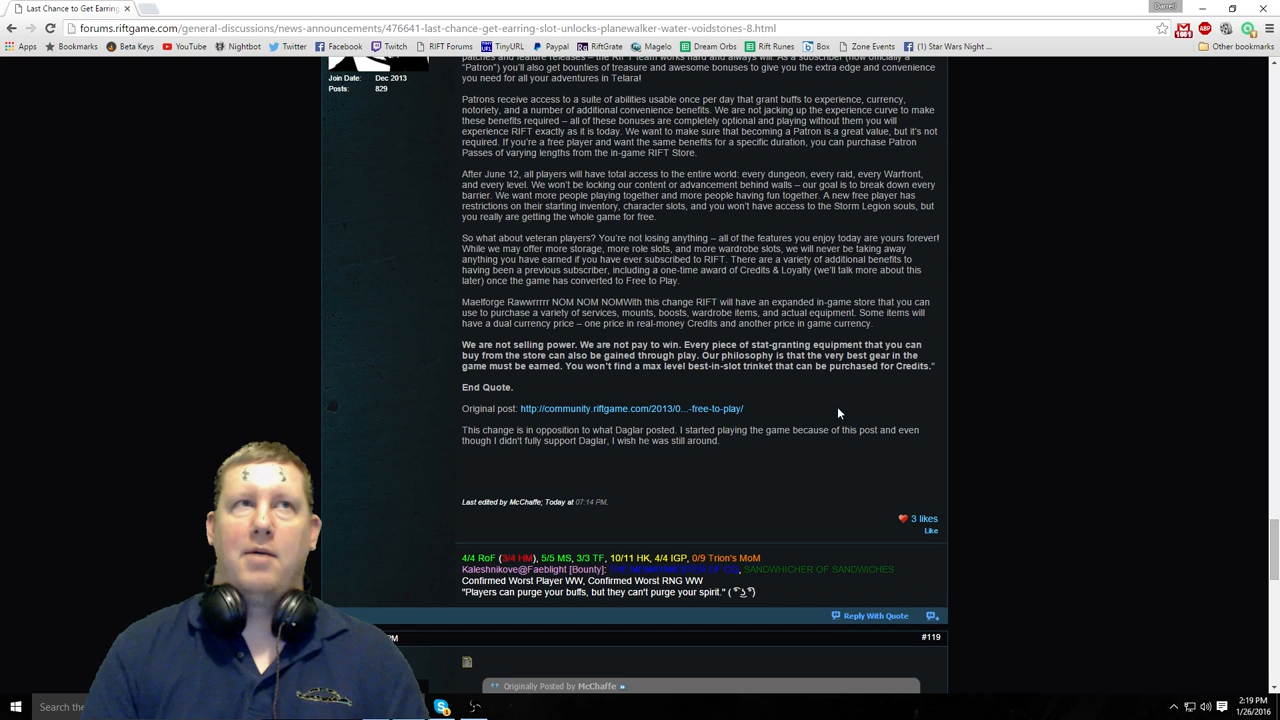 Last Chance to Get Earring
Darrell
forums.riftgame.com/general-discussions/news-announcements/476641-last-chance-get-earring-slot-unlocks-planewalker-water-voidstones-8.html
Apps Bookmarks Beta Keys YouTube Nightbot Twitter Facebook Twitch RIFT Forums TinyURL Paypal RiftGrate Magelo Dream Orbs Rift Runes Box Zone Events (1) Star Wars Night... Other bookmarks
patches and feature releases – the RIFT team works hard and always will. As a subscriber (now officially a
Join Date: Dec 2013
Posts: 829
"Patron") you'll also get bounties of treasure and awesome bonuses to give you the extra edge and convenience
you need for all your adventures in Telara!
Patrons receive access to a suite of abilities usable once per day that grant buffs to experience, currency,
notoriety, and a number of additional convenience benefits. We are not jacking up the experience curve to make
these benefits required – all of these bonuses are completely optional and playing without them you will
experience RIFT exactly as it is today. We want to make sure that becoming a Patron is a great value, but it's not
required. If you're a free player and want the same benefits for a specific duration, you can purchase Patron
Passes of varying lengths from the in-game RIFT Store.
After June 12, all players will have total access to the entire world: every dungeon, every raid, every Warfront,
and every level. We won't be locking our content or advancement behind walls – our goal is to break down every
barrier. We want more people playing together and more people having fun together. A new free player has
restrictions on their starting inventory, character slots, and you won't have access to the Storm Legion souls, but
you really are getting the whole game for free.
So what about veteran players? You're not losing anything – all of the features you enjoy today are yours forever!
While we may offer more storage, more role slots, and more wardrobe slots, we will never be taking away
anything you have earned if you have ever subscribed to RIFT. There are a variety of additional benefits to
having been a previous subscriber, including a one-time award of Credits & Loyalty (we'll talk more about this
later) once the game has converted to Free to Play.
Maelforge Rawwrrrrr NOM NOM NOMWith this change RIFT will have an expanded in-game store that you can
use to purchase a variety of services, mounts, boosts, wardrobe items, and actual equipment. Some items will
have a dual currency price – one price in real-money Credits and another price in game currency.
We are not selling power. We are not pay to win. Every piece of stat-granting equipment that you can
buy from the store can also be gained through play. Our philosophy is that the very best gear in the
game must be earned. You won't find a max level best-in-slot trinket that can be purchased for Credits."
End Quote.
Original post: http://community.riftgame.com/2013/0...-free-to-play/
This change is in opposition to what Daglar posted. I started playing the game because of this post and even
though I didn't fully support Daglar, I wish he was still around.
Last edited by McChaffe; Today at 07:14 PM.
3 likes
Like
4/4 RoF (3/4 HM), 5/5 MS, 3/3 TF, 10/11 HK, 4/4 IGP, 0/9 Trion's MoM
Kaleshnikove@Faeblight [Bounty]: SANDWHICHER OF SANDWICHES
Confirmed Worst Player WW, Confirmed Worst RNG WW
"Players can purge your buffs, but they can't purge your spirit." ( ͡° ͜ʖ ͡°)
Reply With Quote
PM #119
Originally Posted by McChaffe
Search the
2:19 PM
1/26/2016